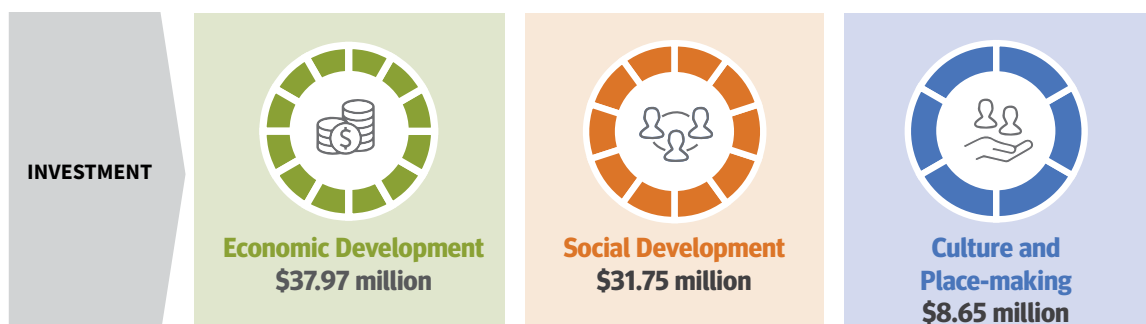 INVESTMENT
$
Economic Development
$37.97 million
Social Development
$31.75 million
Culture and
Place-making
$8.65 million